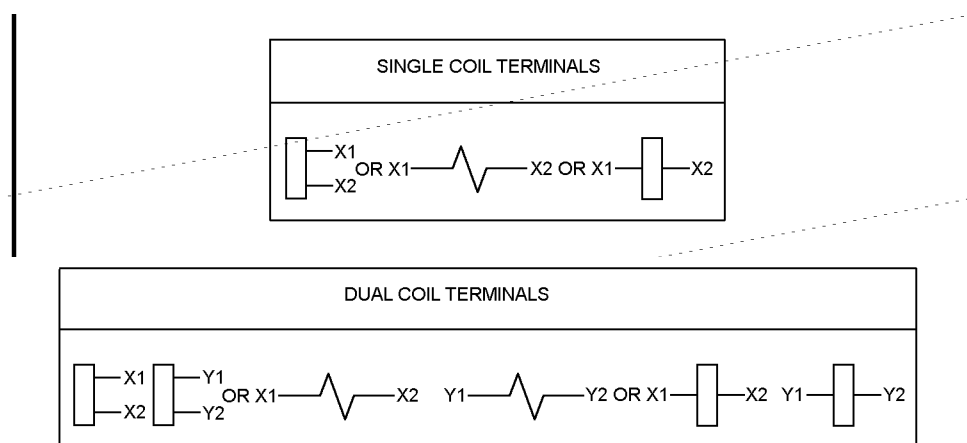 SINGLE COIL TERMINALS
X1
X2
OR X1 X2 OR X1 X2
DUAL COIL TERMINALS
X1 Y1
X2 Y2
OR X1 X2 Y1 Y2 OR X1 X2 Y1 Y2